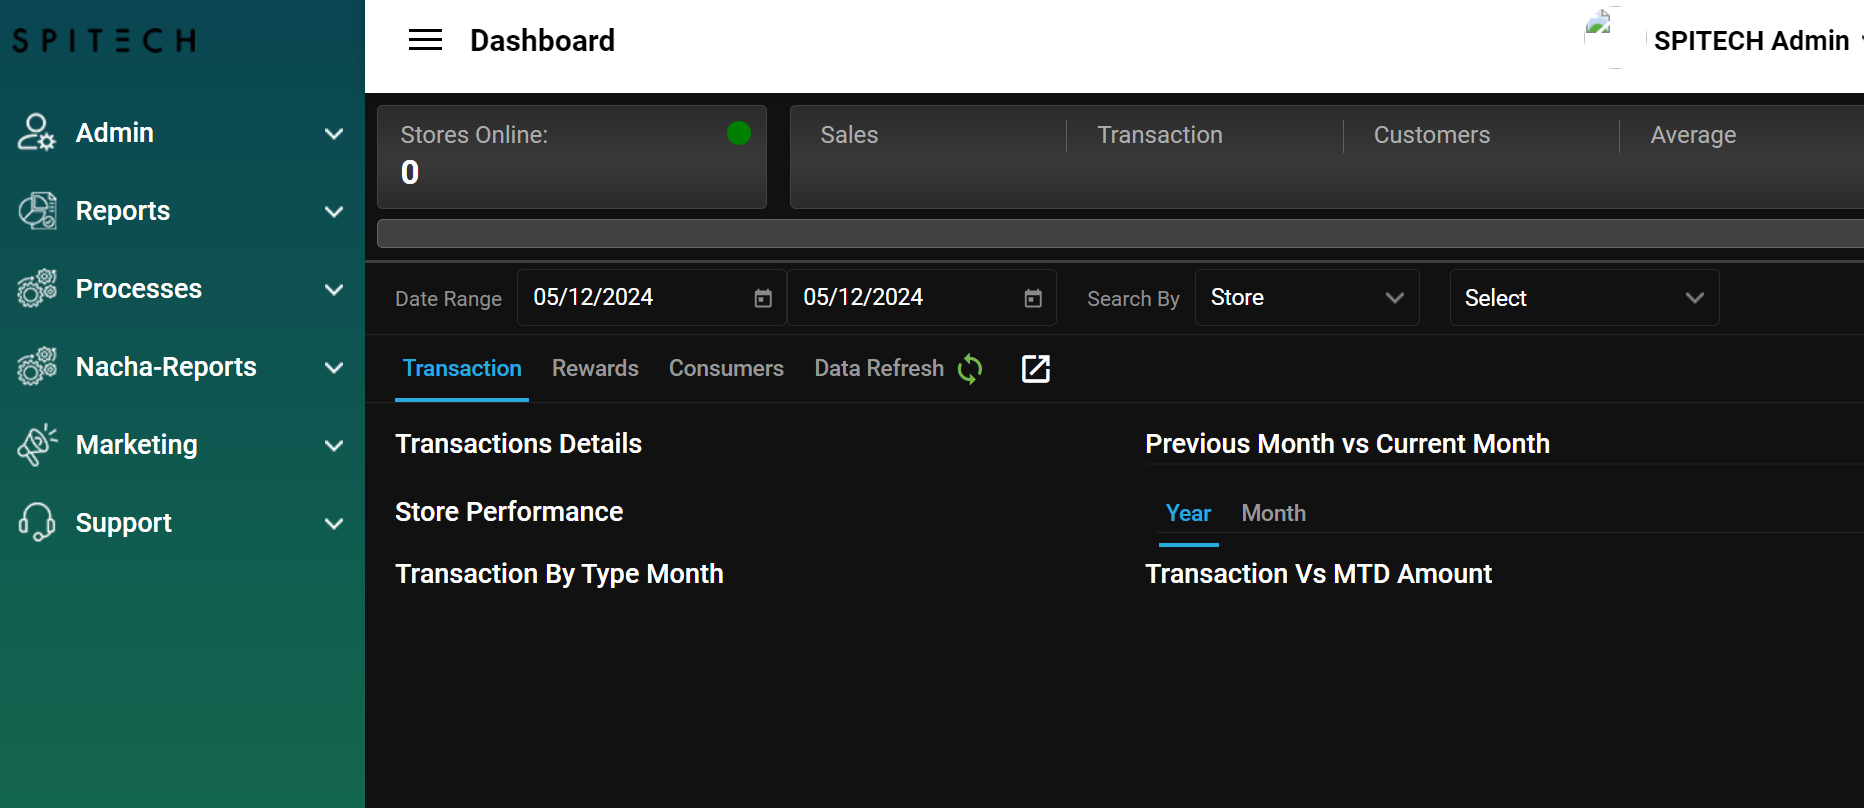 SPITECH
Dashboard
SPITECH Admin
Admin
Reports
Processes
Nacha-Reports
Marketing
Support
Stores Online:
0
Sales Transaction Customers Average
Date Range 05/12/2024 05/12/2024 Search By Store Select
Transaction Rewards Consumers Data Refresh
Transactions Details
Previous Month vs Current Month
Store Performance
Year Month
Transaction By Type Month
Transaction Vs MTD Amount